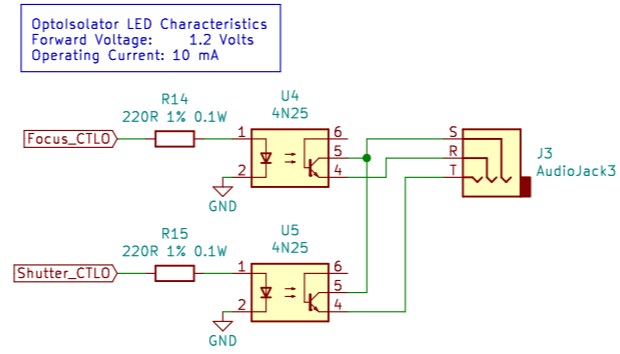 OptoIsolator LED Characteristics
Forward Voltage: 1.2 Volts
Operating Current: 10 mA
R14
220R 1% 0.1W
U4
4N25
Focus_CTLO
1
2
6
5
4
GND
S
R
T
J3
AudioJack3
R15
220R 1% 0.1W
U5
4N25
Shutter_CTLO
1
2
6
5
4
GND